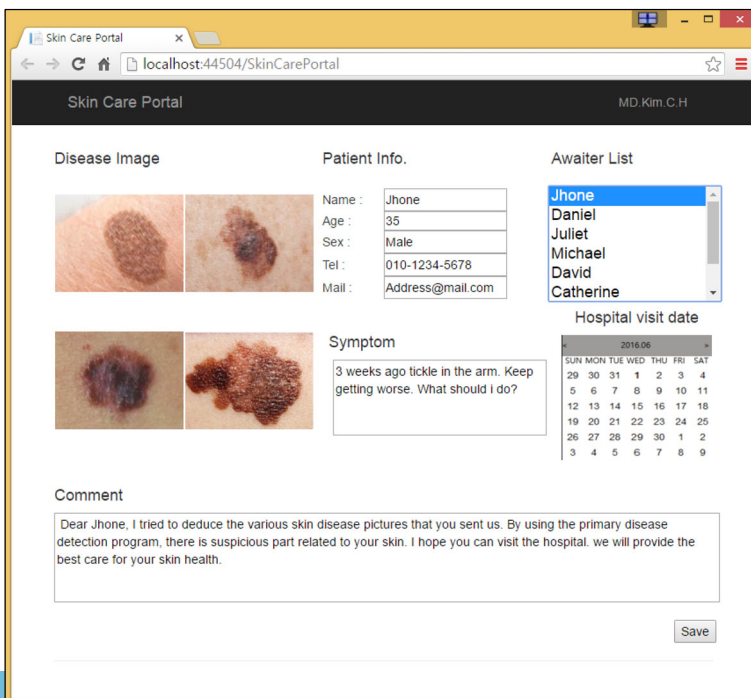 Skin Care Portal
localhost:44504/SkinCarePortal
Skin Care Portal
MD.Kim.C.H
Disease Image
Patient Info.
Awaiter List
Name : Jhone
Age : 35
Sex : Male
Tel : 010-1234-5678
Mail : Address@mail.com
Jhone
Daniel
Juliet
Michael
David
Catherine
Hospital visit date
< 2016.06 >
SUN MON TUE WED THU FRI SAT
29 30 31 1 2 3 4
5 6 7 8 9 10 11
12 13 14 15 16 17 18
19 20 21 22 23 24 25
26 27 28 29 30 1 2
3 4 5 6 7 8 9
Symptom
3 weeks ago tickle in the arm. Keep
getting worse. What should i do?
Comment
Dear Jhone, I tried to deduce the various skin disease pictures that you sent us. By using the primary disease
detection program, there is suspicious part related to your skin. I hope you can visit the hospital. we will provide the
best care for your skin health.
Save